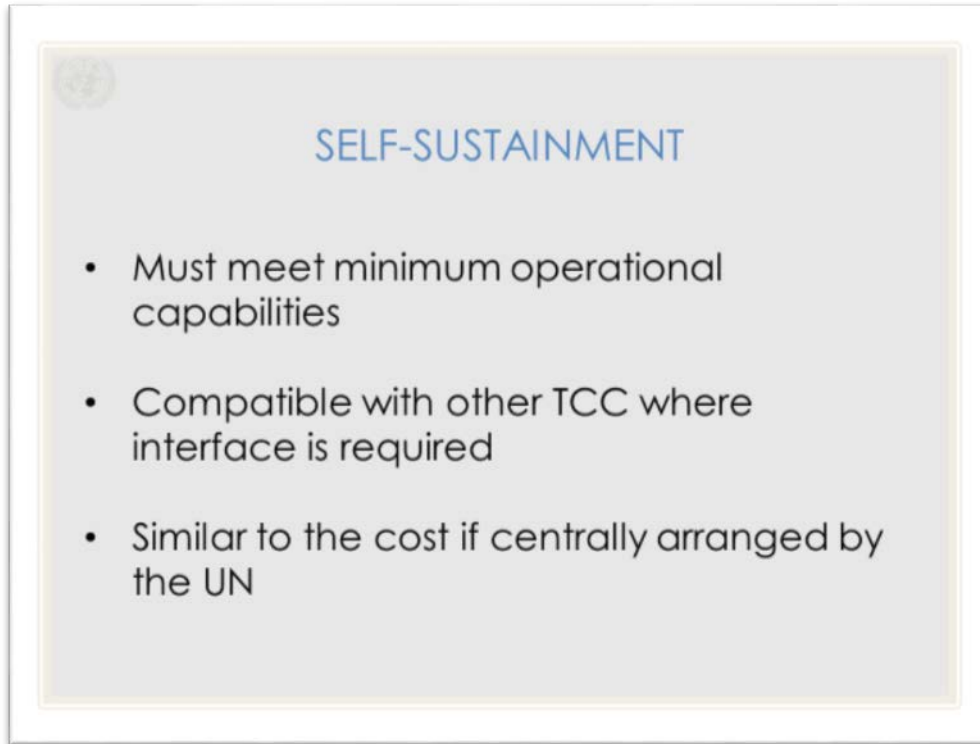 SELF-SUSTAINMENT
• Must meet minimum operational
capabilities
• Compatible with other TCC where
interface is required
• Similar to the cost if centrally arranged by
the UN